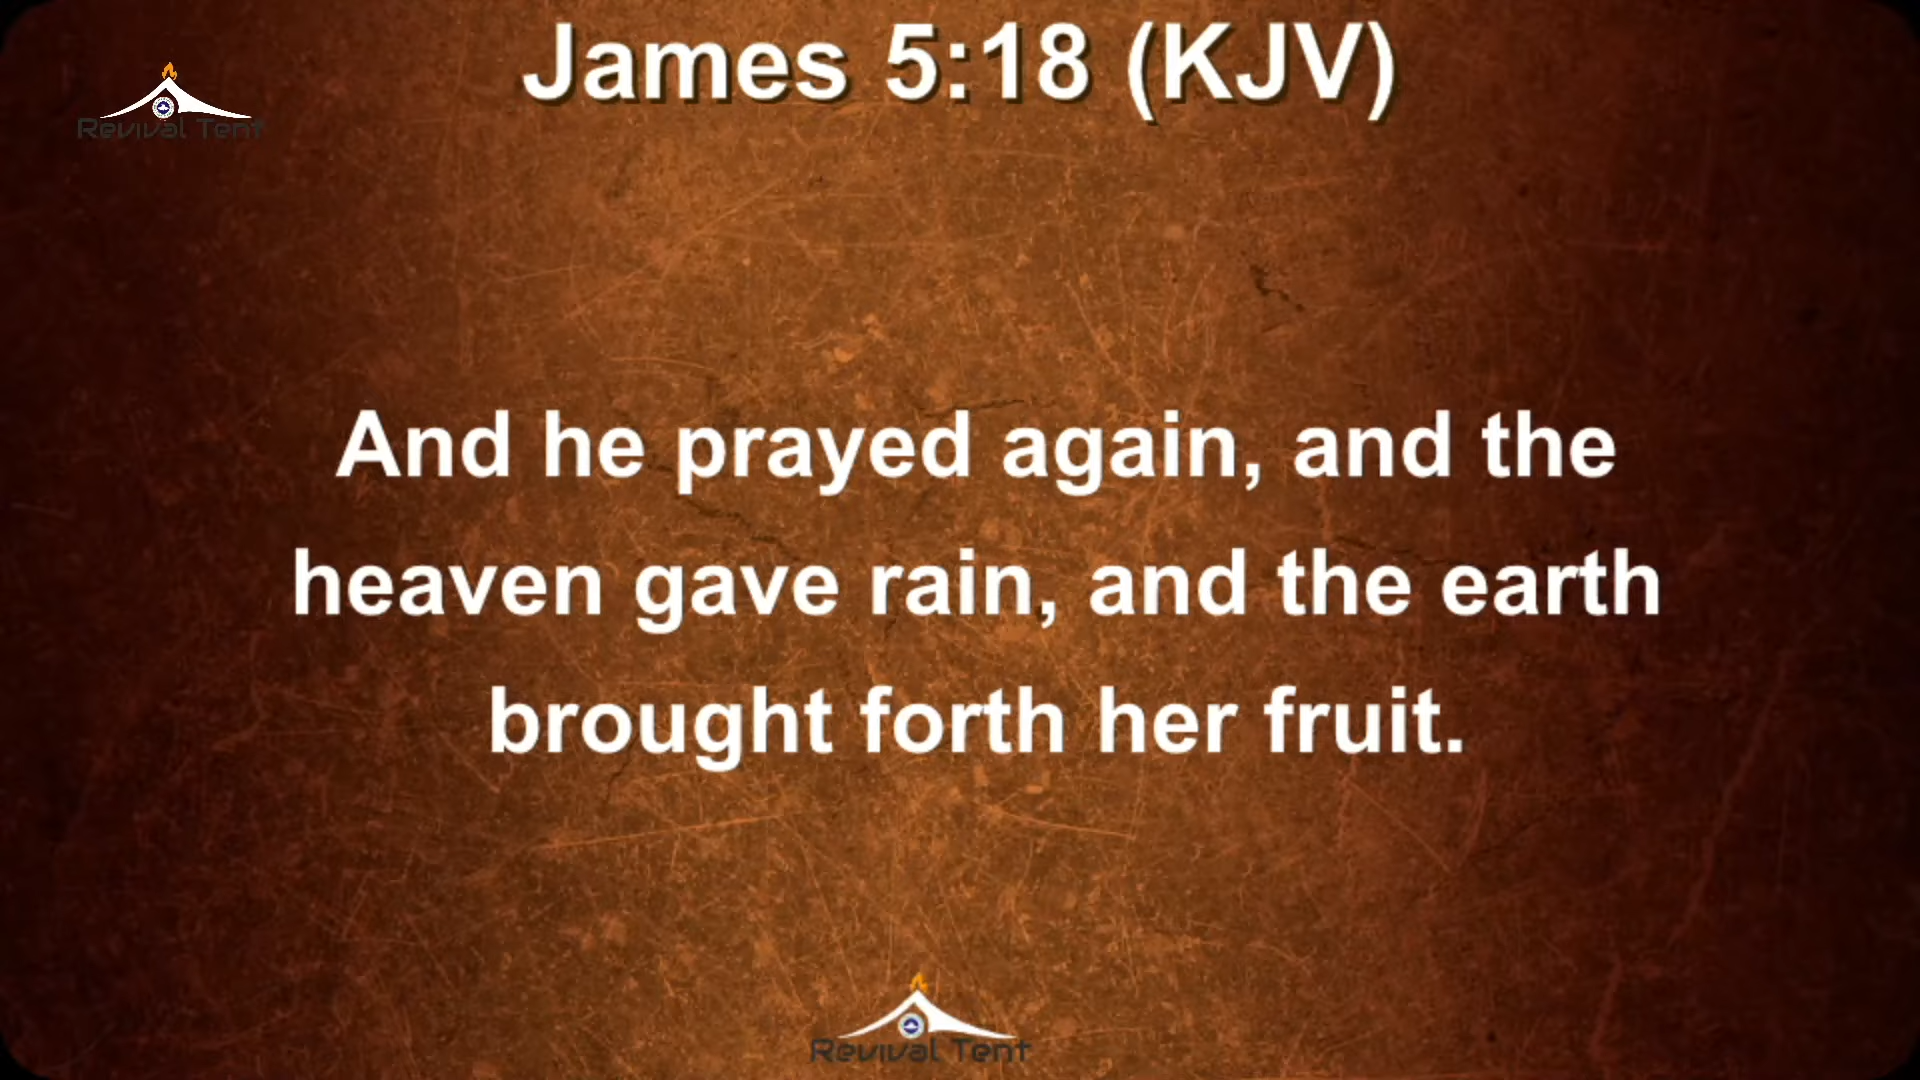 James 5:18 (KJV)
Revival Tent
And he prayed again, and the
heaven gave rain, and the earth
brought forth her fruit.
Revival Tent